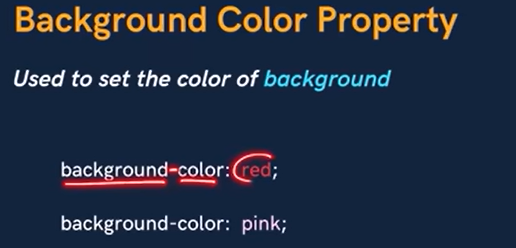 Background Color Property
Used to set the color of background
background-color: red;
background-color: pink;